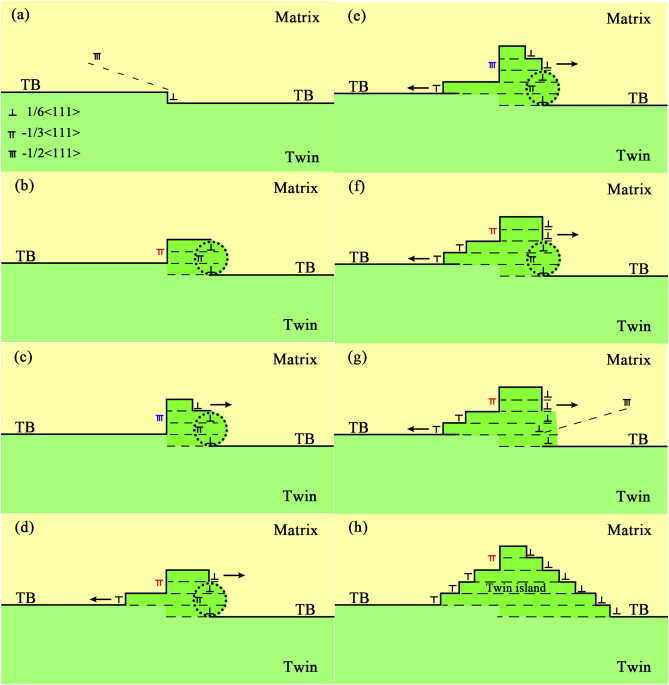 (a)
Matrix
TB
TB
⊥ 1/6<111>
-1/3<111>
-1/2<111>
Twin
(b)
Matrix
TB
TB
Twin
(c)
Matrix
TB
TB
Twin
(d)
Matrix
TB
TB
Twin
(e)
Matrix
TB
TB
Twin
(f)
Matrix
TB
TB
Twin
(g)
Matrix
TB
TB
Twin
(h)
Matrix
Twin island
TB
TB
Twin